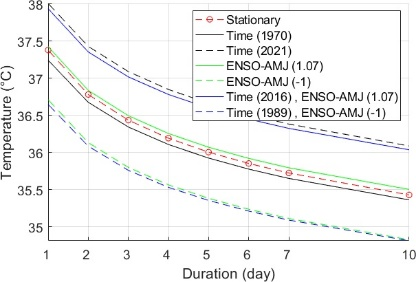 38
37.5
37
36.5
36
35.5
35
Temperature (°C)
Stationary
Time (1970)
Time (2021)
ENSO-AMJ (1.07)
ENSO-AMJ (-1)
Time (2016) , ENSO-AMJ (1.07)
Time (1989) , ENSO-AMJ (-1)
1 2 3 4 5 6 7 10
Duration (day)